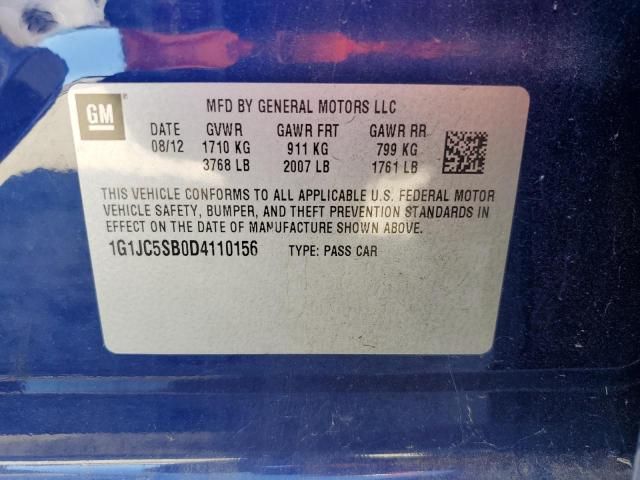 GM
MFD BY GENERAL MOTORS LLC
DATE GVWR GAWR FRT GAWR RR
08/12 1710 KG 911 KG 799 KG
3768 LB 2007 LB 1761 LB
THIS VEHICLE CONFORMS TO ALL APPLICABLE U.S. FEDERAL MOTOR
VEHICLE SAFETY, BUMPER, AND THEFT PREVENTION STANDARDS IN
EFFECT ON THE DATE OF MANUFACTURE SHOWN ABOVE.
1G1JC5SB0D4110156 TYPE: PASS CAR